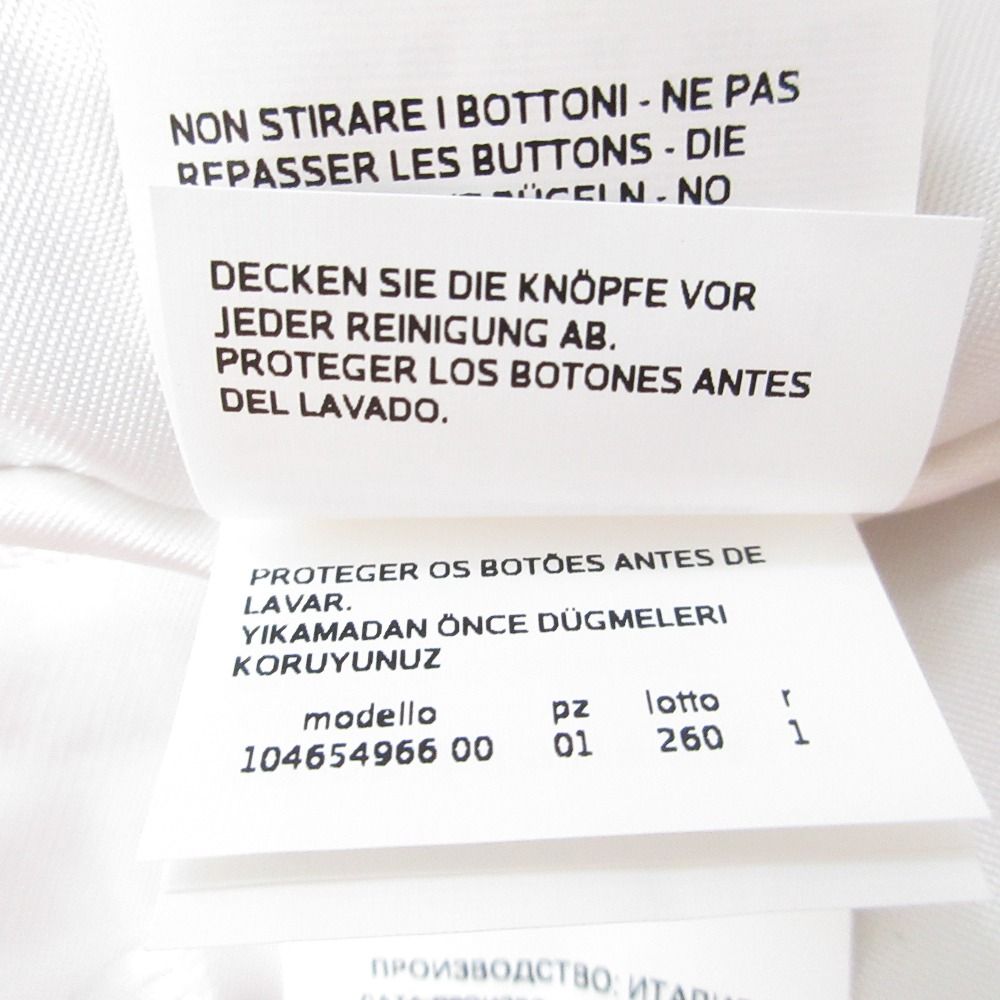 NON STIRARE I BOTTONI - NE PAS
REPASSER LES BUTTONS - DIE
BÜGELN - NO
DECKEN SIE DIE KNÖPFE VOR
JEDER REINIGUNG AB.
PROTEGER LOS BOTONES ANTES
DEL LAVADO.
PROTEGER OS BOTÕES ANTES DE
LAVAR.
YIKAMADAN ÖNCE DÜGMELERI
KORUYUNUZ
modello pz lotto r
104654966 00 01 260 1
ПРОИЗВОДСТВО: ИТАЛИЯ